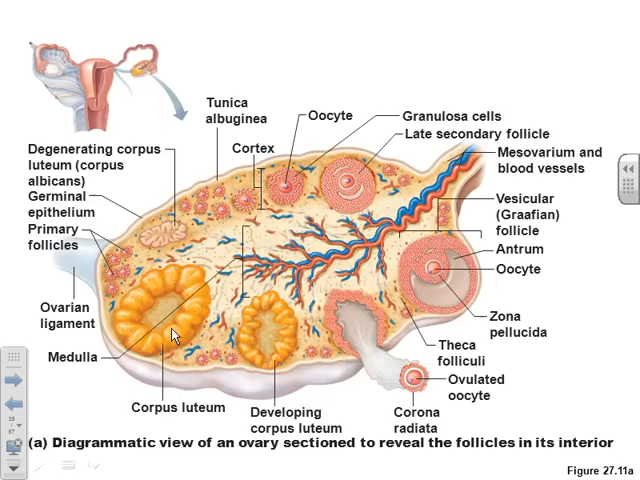 Tunica
albuginea
Oocyte
Granulosa cells
Late secondary follicle
Degenerating corpus
luteum (corpus
albicans)
Cortex
Mesovarium and
blood vessels
Germinal
epithelium
Vesicular
(Graafian)
follicle
Primary
follicles
Antrum
Oocyte
Ovarian
ligament
Zona
pellucida
Medulla
Theca
folliculi
Ovulated
oocyte
Corpus luteum
Developing
corpus luteum
Corona
radiata
(a) Diagrammatic view of an ovary sectioned to reveal the follicles in its interior
Figure 27.11a